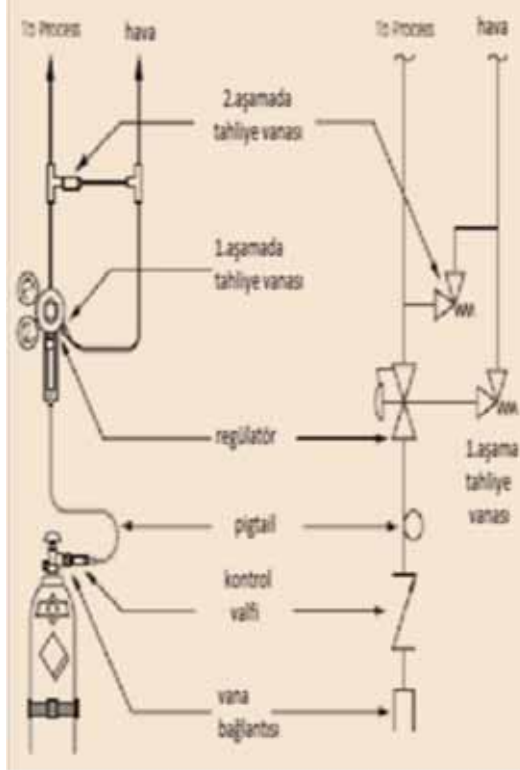 To Process
hava
To Process
hava
2.aşamada
tahliye vanası
1.aşamada
tahliye vanası
regülatör
1.aşama
tahliye
vanası
pigtail
kontrol
valfi
vana
bağlantısı